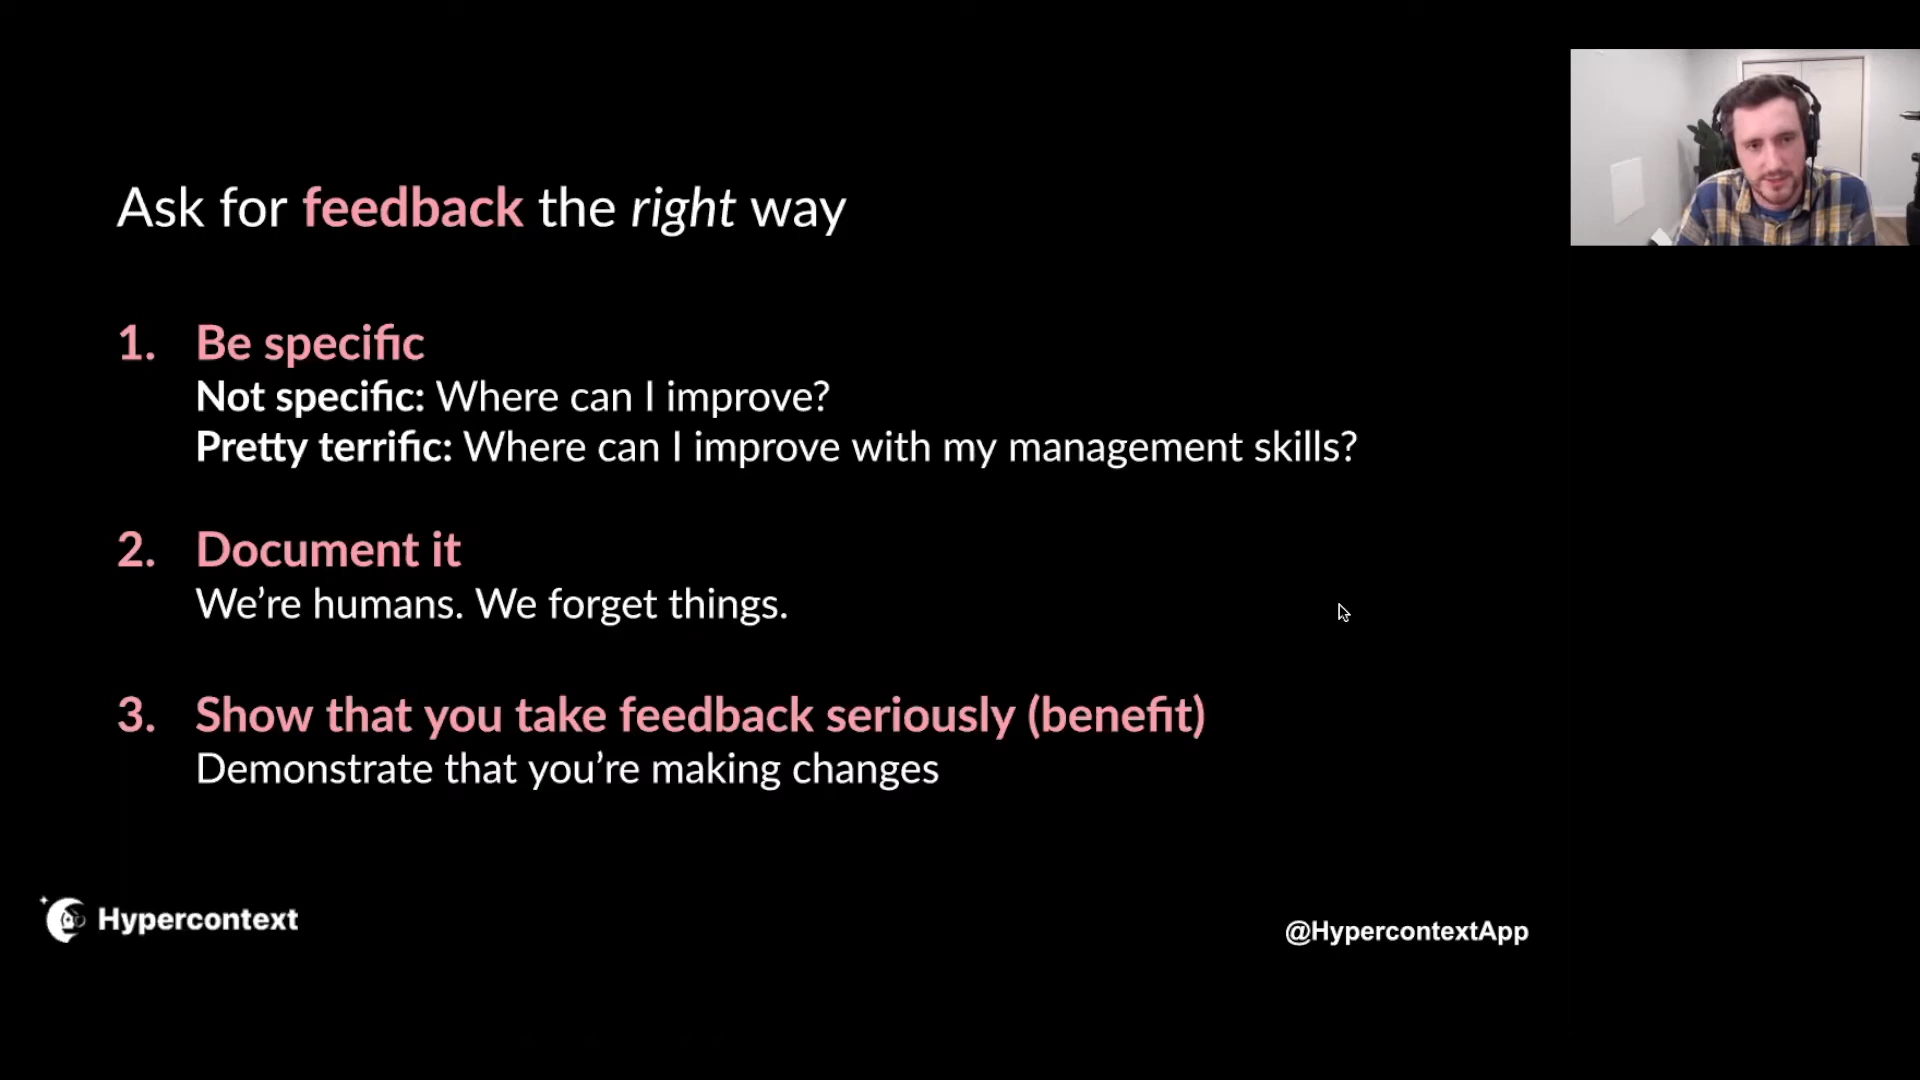 Ask for feedback the right way
1. Be specific
Not specific: Where can I improve?
Pretty terrific: Where can I improve with my management skills?
2. Document it
We’re humans. We forget things.
3. Show that you take feedback seriously (benefit)
Demonstrate that you’re making changes
Hypercontext
@HypercontextApp